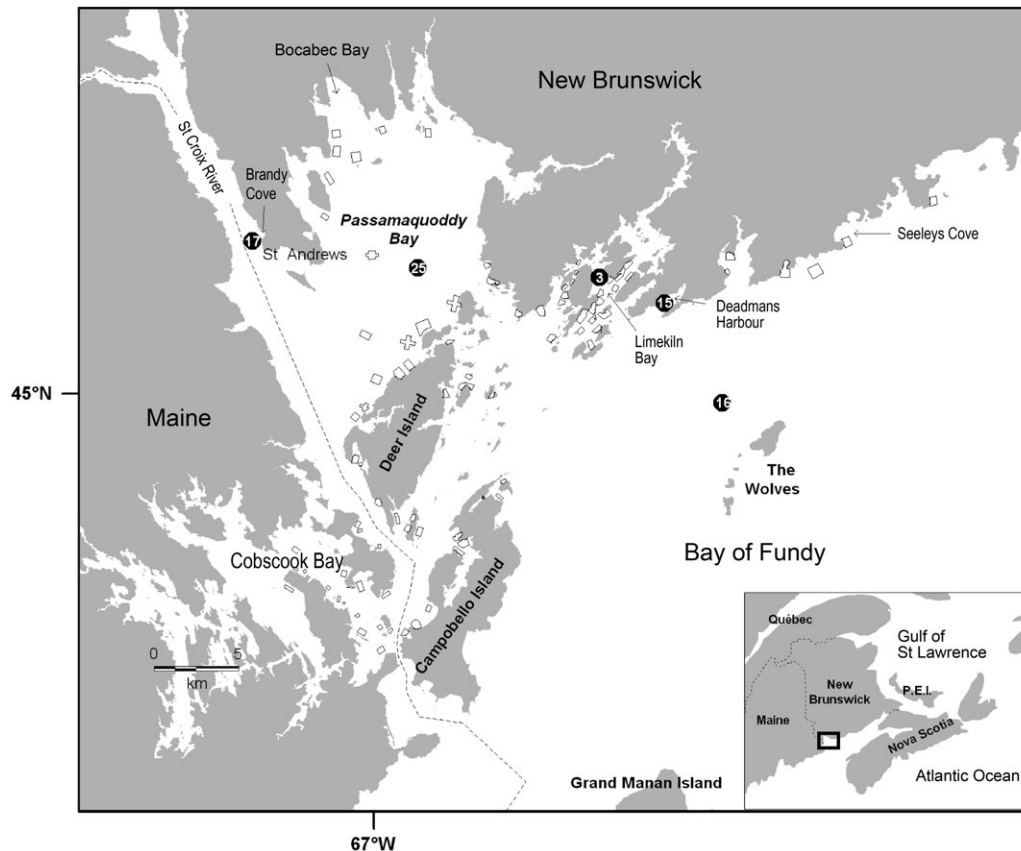 Bocabec Bay
New Brunswick
St Croix River
Brandy
Cove
Passamaquoddy
Bay
17
St Andrews
25
3
15
Seeleys Cove
Deadmans
Harbour
Limekiln
Bay
45°N
16
Maine
Deer Island
The
Wolves
Bay of Fundy
Cobscook Bay
Campobello Island
0 5
km
Grand Manan Island
67°W
Québec
Gulf of
St Lawrence
New
Brunswick
P.E.I.
Maine
Nova Scotia
Atlantic Ocean